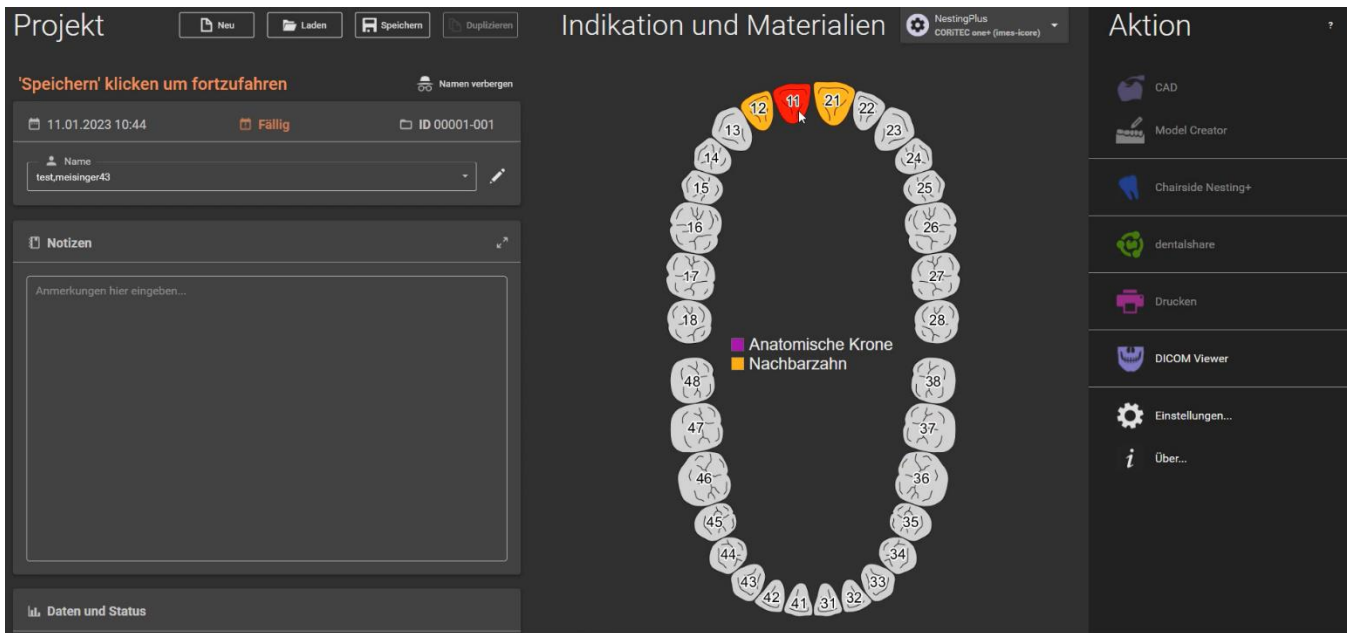 Projekt
Neu
Laden
Speichern
Duplizieren
'Speichern' klicken um fortzufahren
Namen verbergen
11.01.2023 10:44
Fällig
ID 00001-001
Name
test,meisinger43
Notizen
Anmerkungen hier eingeben...
Daten und Status
Indikation und Materialien
NestingPlus
CORiTEC one+ (imes-icore)
12 11 21 22
13 23
14 24
15 25
16 26
17 27
18 28
Anatomische Krone
Nachbarzahn
48 38
47 37
46 36
45 35
44 34
43 33
42 41 31 32
Aktion
?
CAD
Model Creator
Chairside Nesting+
dentalshare
Drucken
DICOM Viewer
Einstellungen...
i Über...